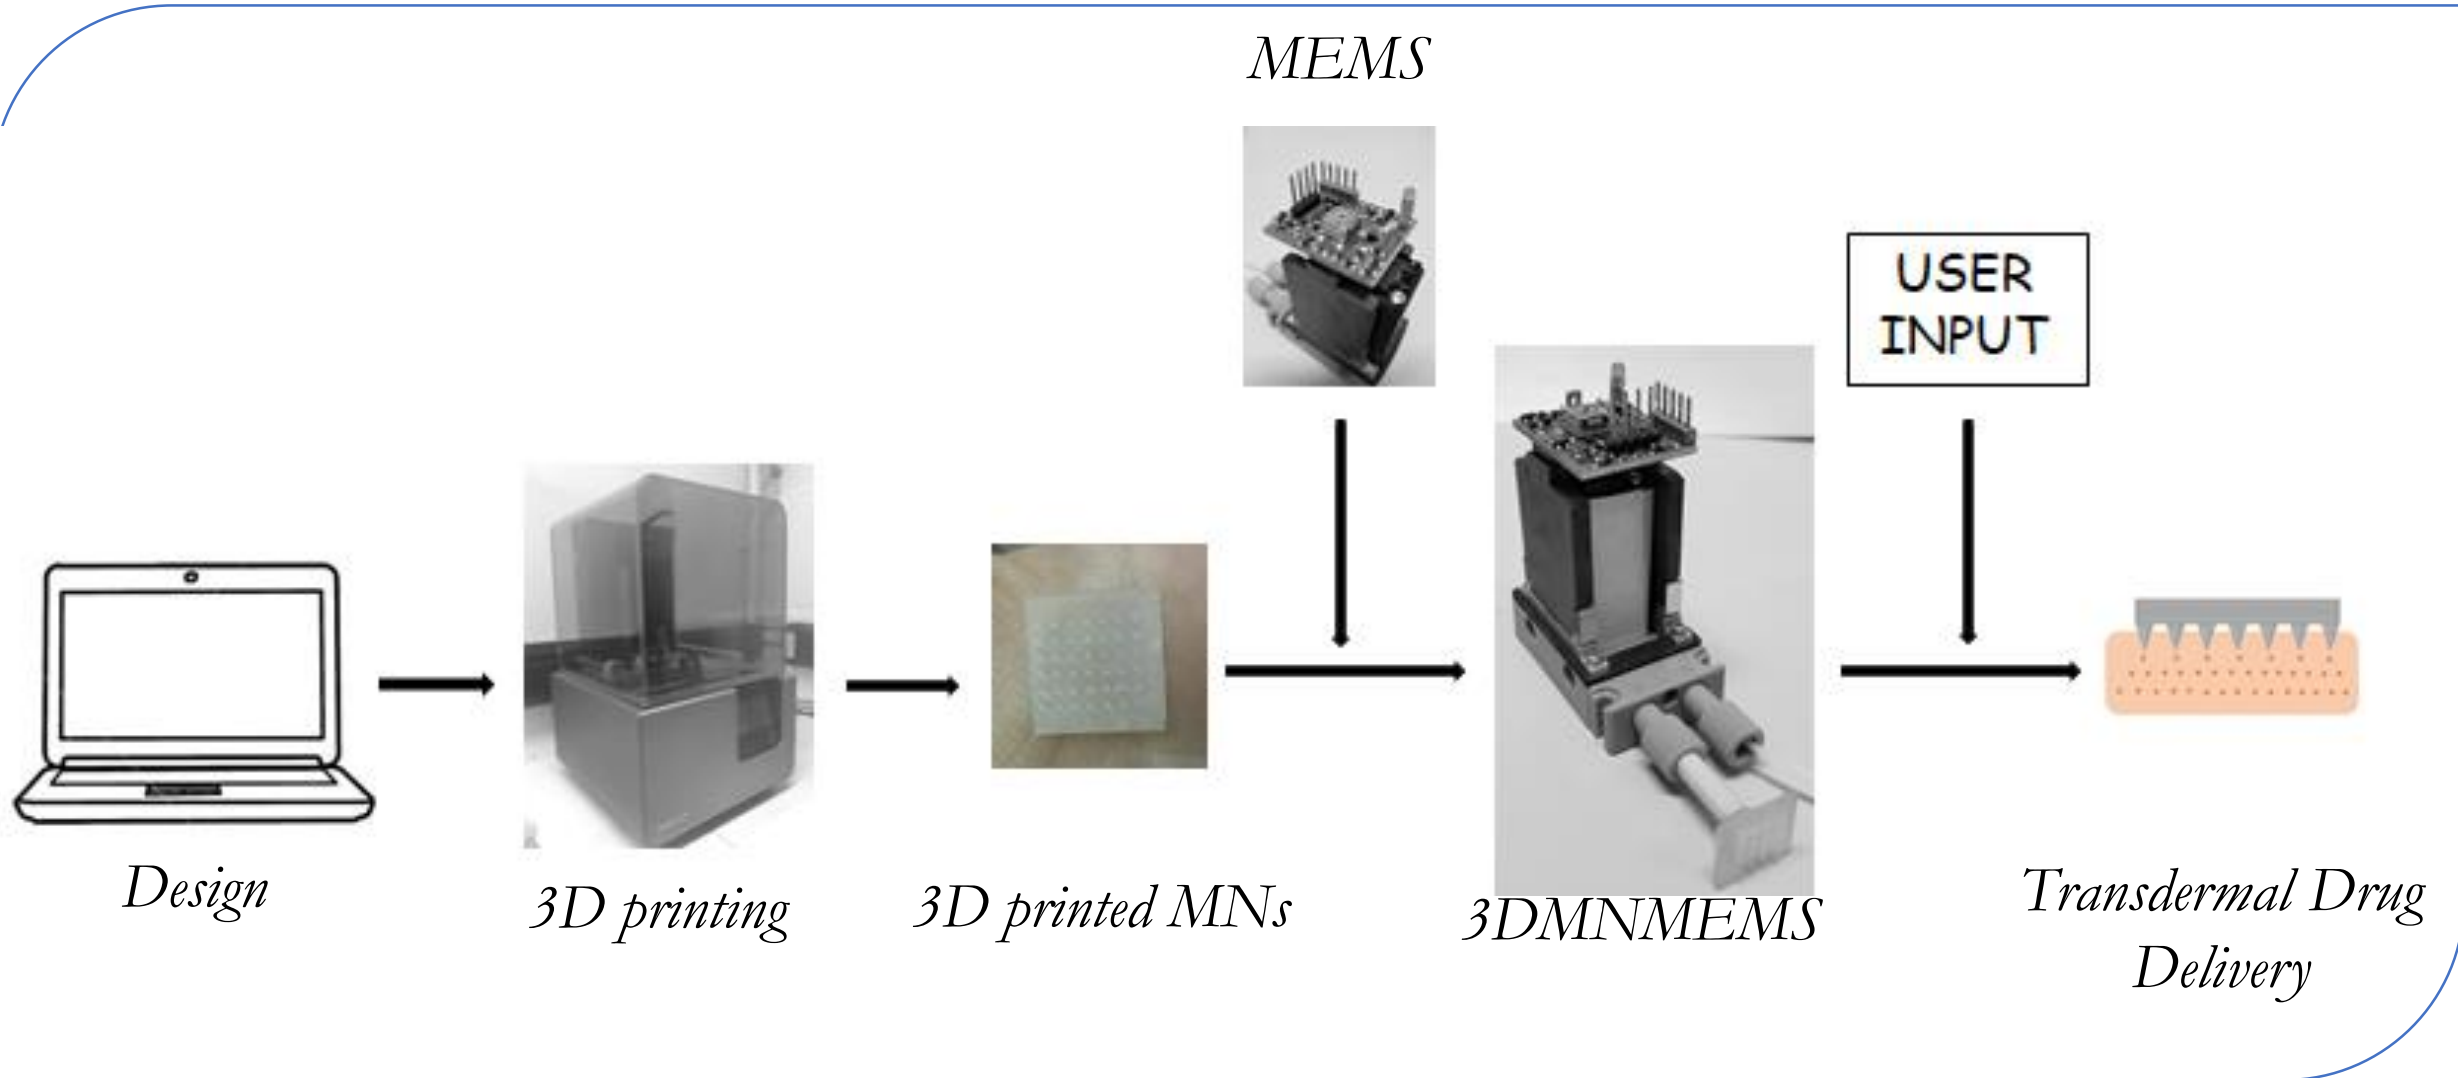 MEMS
USER
INPUT
Design
3D printing
3D printed MNs
3DMNMEMS
Transdermal Drug
Delivery